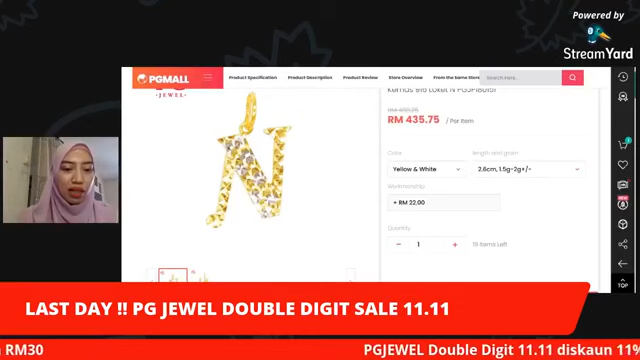 Powered by
StreamYard
PGMALL
Product Specification
Product Description
Product Review
Store Overview
From the Same Store
Search Here...
JEWEL
Kemas 916 Loket N
RM 435.75 / Per Item
Color
length and gram
Yellow & White
2.6cm, 1.5g-2g+/-
Workmanship
+ RM 22.00
Quantity
− 1 +
TOP
LAST DAY !! PG JEWEL DOUBLE DIGIT SALE 11.11
RM30
PGJEWEL Double Digit 11.11 diskaun 11%